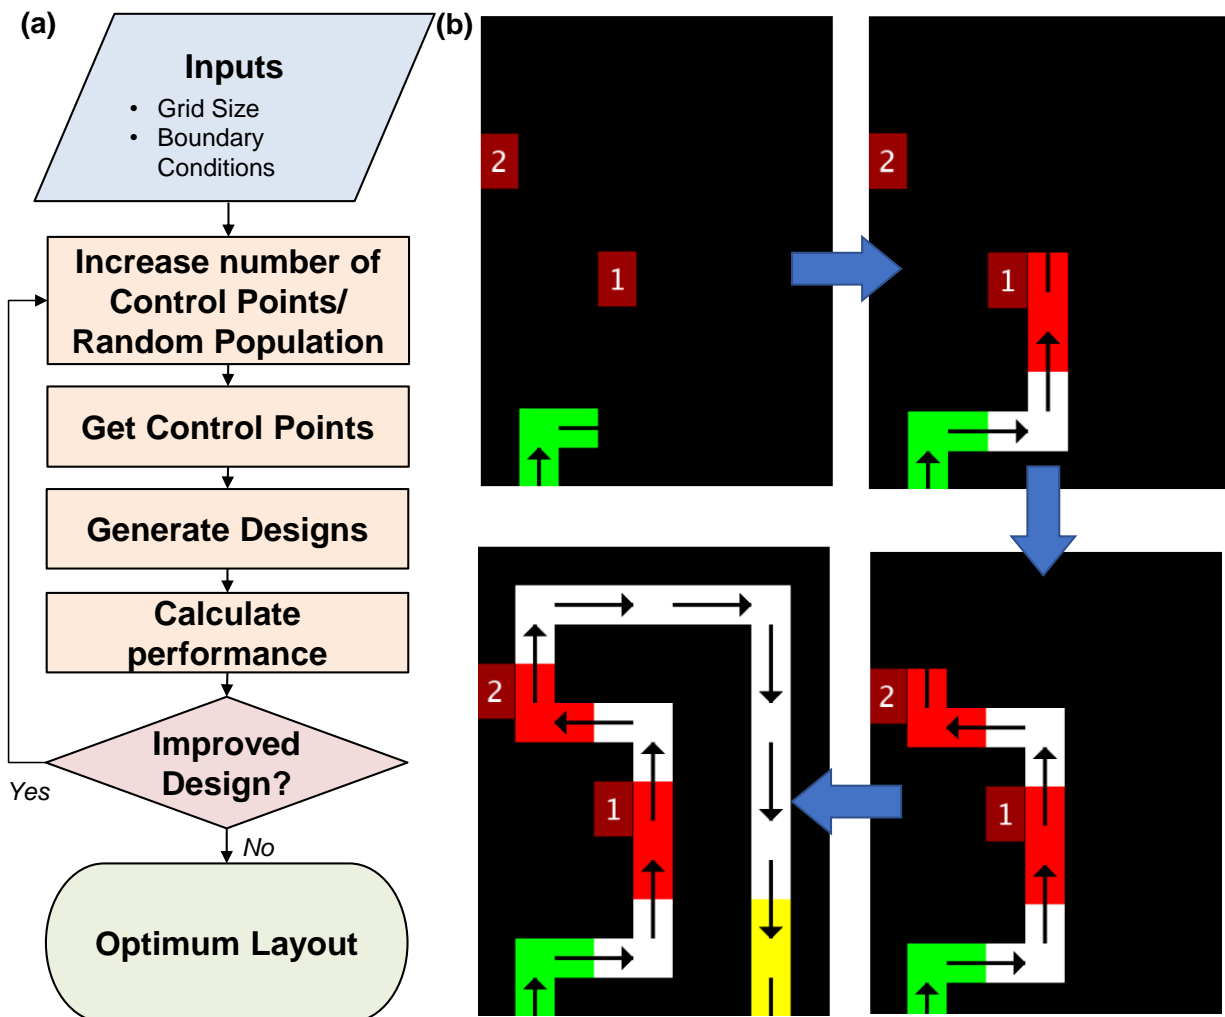 (a)
Inputs
• Grid Size
• Boundary
Conditions
Increase number of
Control Points/
Random Population
Get Control Points
Generate Designs
Calculate
performance
Improved
Design?
Yes
No
Optimum Layout
(b)
2
1
2
1
2
1
2
1